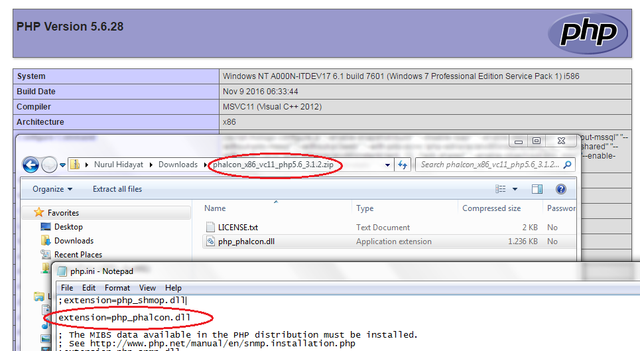 PHP Version 5.6.28
php
System Windows NT A000N-ITDEV17 6.1 build 7601 (Windows 7 Professional Edition Service Pack 1) i586
Build Date Nov 9 2016 06:33:44
Compiler MSVC11 (Visual C++ 2012)
Architecture x86
Nurul Hidayat Downloads phalcon_x86_vc11_php5.6_3.1.2.zip
Search phalcon_x86_vc11_php5.6_3.1.2...
Organize Extract all files
Favorites
Desktop
Downloads
Recent Places
Name Type Compressed size Passwor
LICENSE.txt Text Document 2 KB No
php_phalcon.dll Application extension 1.236 KB No
php.ini - Notepad
File Edit Format View Help
;extension=php_shmop.dll
extension=php_phalcon.dll
; The MIBS data available in the PHP distribution must be installed.
; See http://www.php.net/manual/en/snmp.installation.php